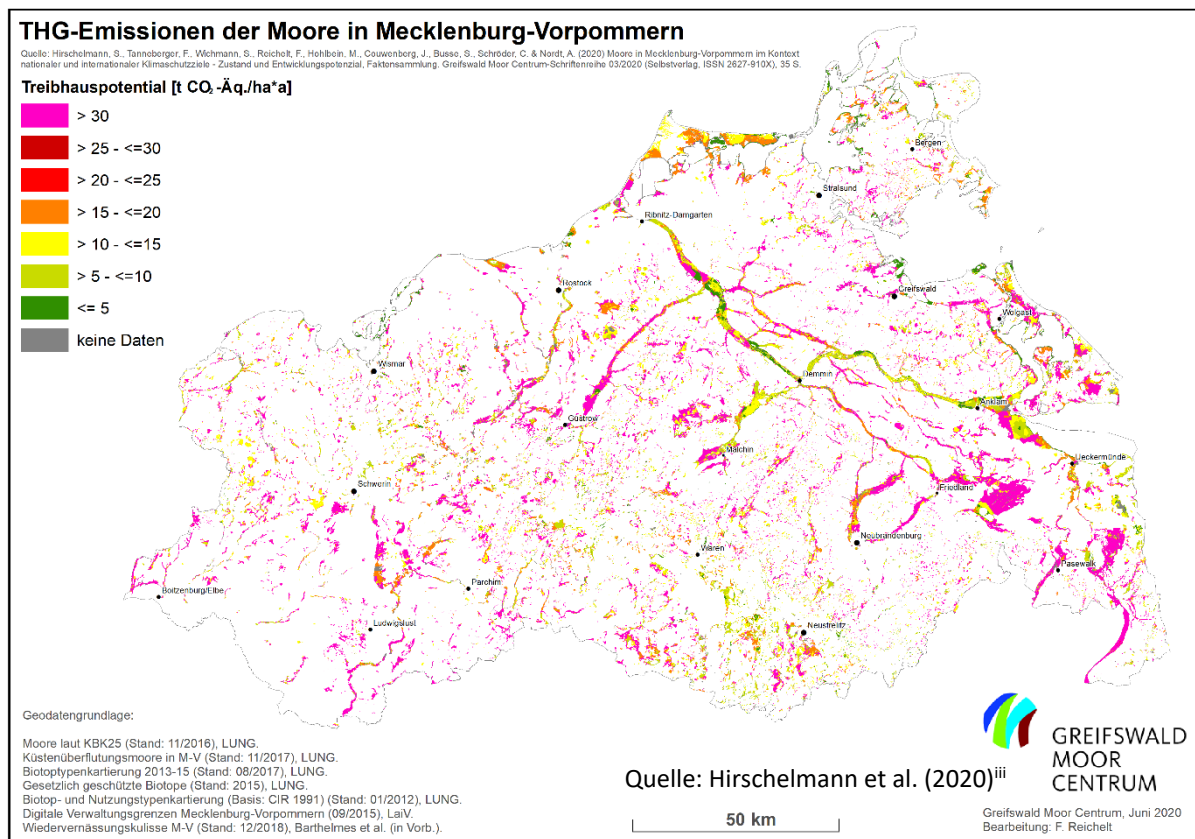 THG-Emissionen der Moore in Mecklenburg-Vorpommern
Quelle: Hirschelmann, S., Tanneberger, F., Wichmann, S., Reichelt, F., Hohlbein, M., Couwenberg, J., Busse, S., Schröder, C. & Nordt, A. (2020) Moore in Mecklenburg-Vorpommern im Kontext
nationaler und internationaler Klimaschutzziele - Zustand und Entwicklungspotenzial, Faktensammlung. Greifswald Moor Centrum-Schriftenreihe 03/2020 (Selbstverlag, ISSN 2627-910X), 35 S.
Treibhauspotential [t CO₂-Äq./ha*a]
> 30
> 25 - <=30
> 20 - <=25
> 15 - <=20
> 10 - <=15
> 5 - <=10
<= 5
keine Daten
Bergen
Stralsund
Ribnitz-Damgarten
Rostock
Greifswald
Wolgast
Wismar
Demmin
Anklam
Güstrow
Malchin
Ueckermünde
Schwerin
Friedland
Neubrandenburg
Waren
Pasewalk
Parchim
Boitzenburg/Elbe
Ludwigslust
Neustrelitz
Geodatengrundlage:
Moore laut KBK25 (Stand: 11/2016), LUNG.
Küstenüberflutungsmoore in M-V (Stand: 11/2017), LUNG.
Biotoptypenkartierung 2013-15 (Stand: 08/2017), LUNG.
Gesetzlich geschützte Biotope (Stand: 2015), LUNG.
Biotop- und Nutzungstypenkartierung (Basis: CIR 1991) (Stand: 01/2012), LUNG.
Digitale Verwaltungsgrenzen Mecklenburg-Vorpommern (09/2015), LaiV.
Wiedervernässungskulisse M-V (Stand: 12/2018), Barthelmes et al. (in Vorb.).
Quelle: Hirschelmann et al. (2020)ⁱⁱⁱ
50 km
GREIFSWALD
MOOR
CENTRUM
Greifswald Moor Centrum, Juni 2020
Bearbeitung: F. Reichelt